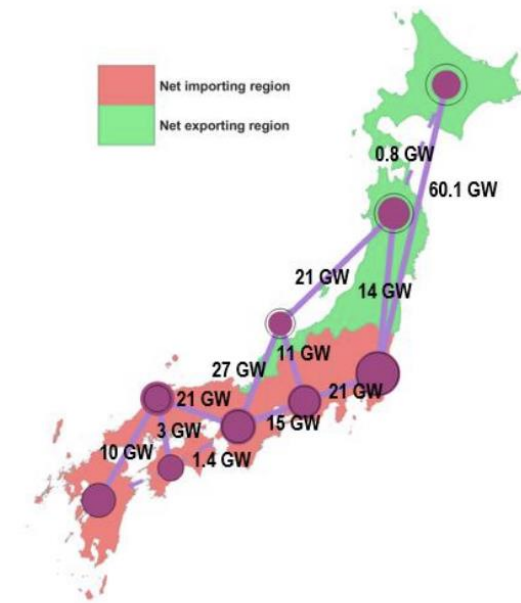 Net importing region
Net exporting region
0.8 GW
60.1 GW
21 GW
14 GW
11 GW
27 GW
21 GW
21 GW
3 GW
15 GW
10 GW
1.4 GW